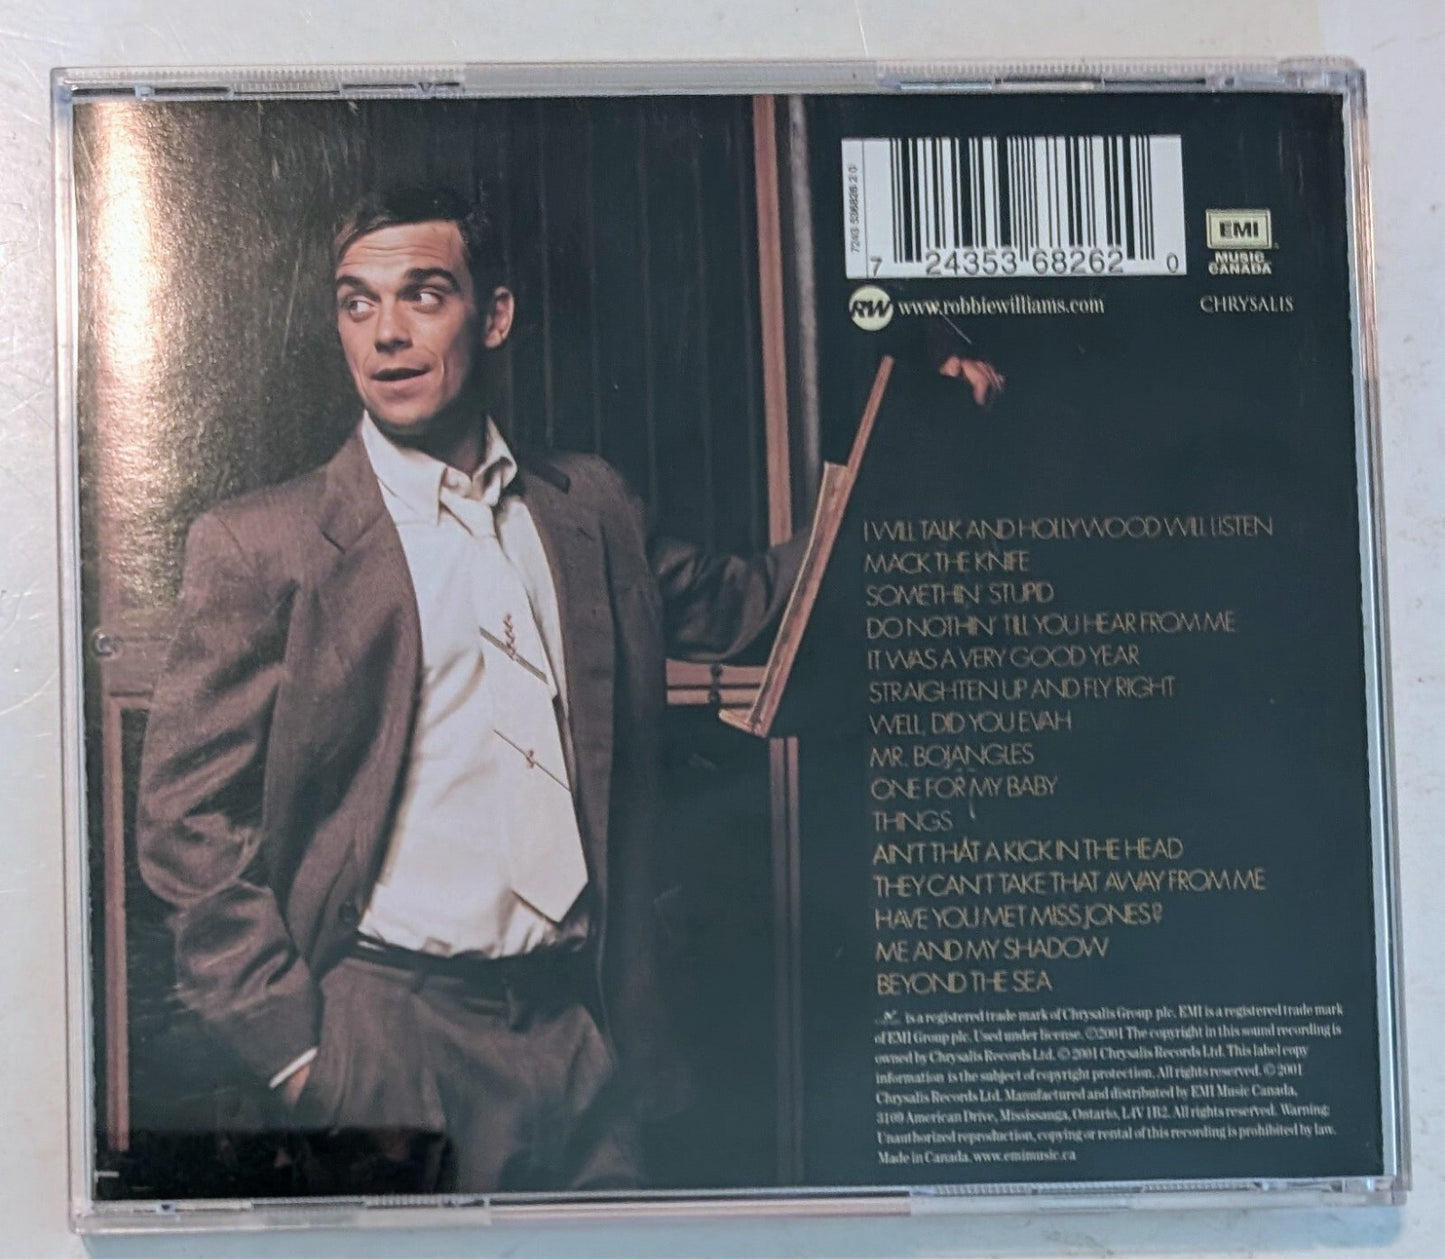 7243 536826 2 0
7 24353 68262 0
EMI
MUSIC
CANADA
RW www.robbiewilliams.com
CHRYSALIS
I WILL TALK AND HOLLYWOOD WILL LISTEN
MACK THE KNIFE
SOMETHIN' STUPID
DO NOTHIN' TILL YOU HEAR FROM ME
IT WAS A VERY GOOD YEAR
STRAIGHTEN UP AND FLY RIGHT
WELL, DID YOU EVAH
MR. BOJANGLES
ONE FOR MY BABY
THINGS
AIN'T THAT A KICK IN THE HEAD
THEY CAN'T TAKE THAT AWAY FROM ME
HAVE YOU MET MISS JONES?
ME AND MY SHADOW
BEYOND THE SEA
is a registered trade mark of Chrysalis Group plc. EMI is a registered trade mark
of EMI Group plc. Used under license. ℗2001 The copyright in this sound recording is
owned by Chrysalis Records Ltd. ©2001 Chrysalis Records Ltd. This label copy
information is the subject of copyright protection. All rights reserved. ©2001
Chrysalis Records Ltd. Manufactured and distributed by EMI Music Canada,
3109 American Drive, Mississauga, Ontario, L4V 1B2. All rights reserved. Warning:
Unauthorized reproduction, copying or rental of this recording is prohibited by law.
Made in Canada. www.emimusic.ca